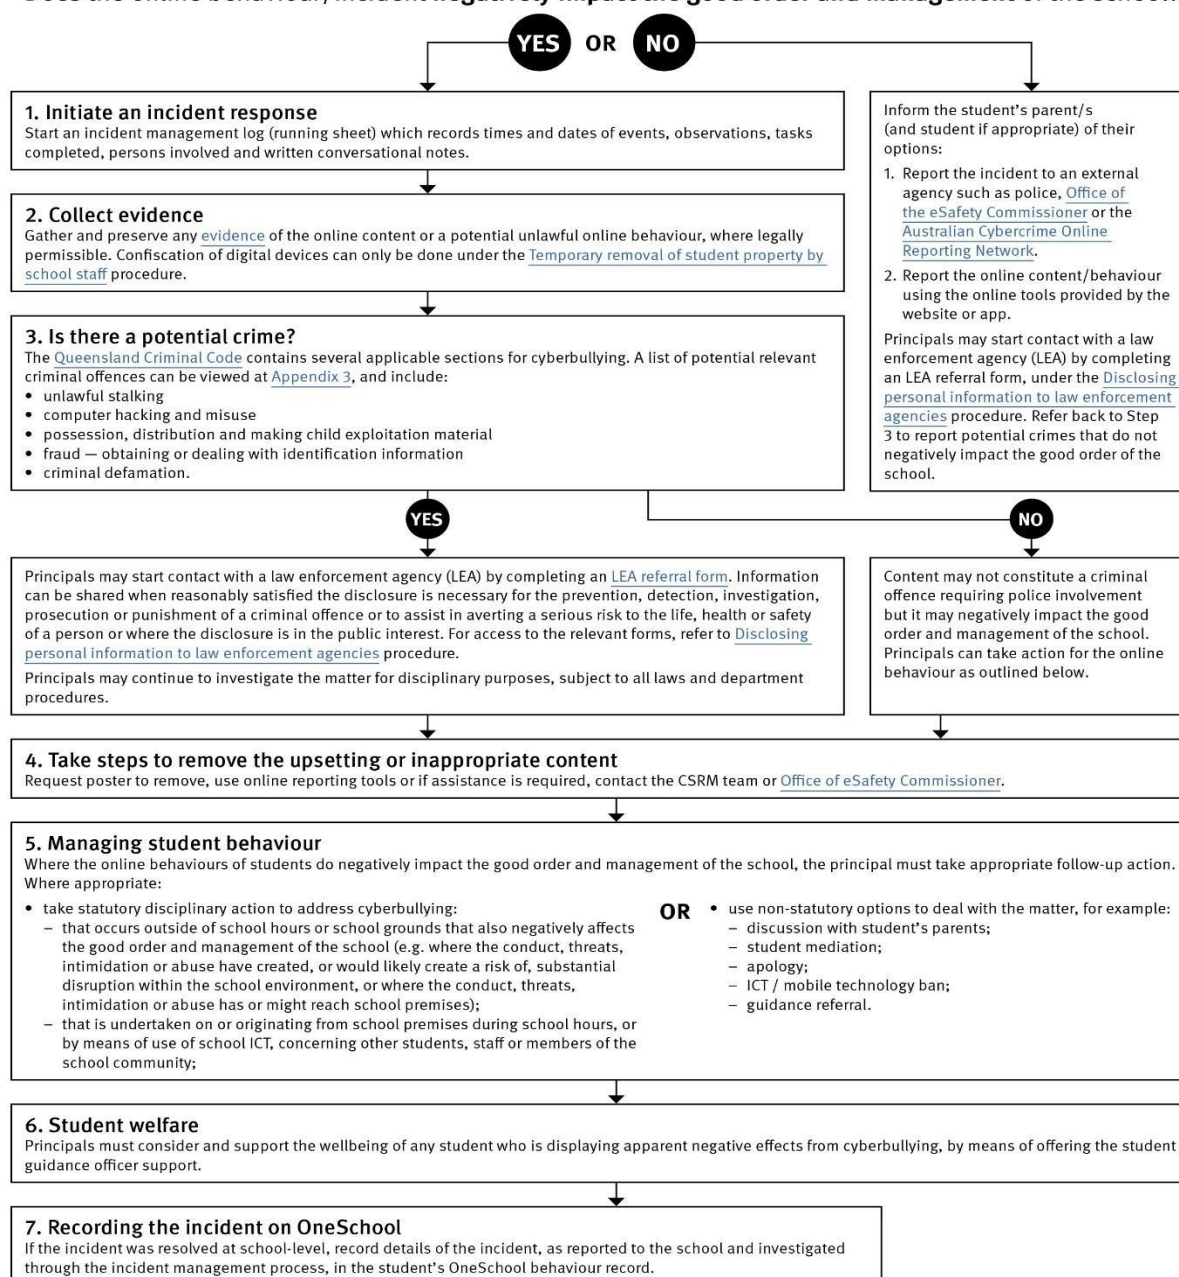 YES OR NO
1. Initiate an incident response
Start an incident management log (running sheet) which records times and dates of events, observations, tasks
completed, persons involved and written conversational notes.
2. Collect evidence
Gather and preserve any evidence of the online content or a potential unlawful online behaviour, where legally
permissible. Confiscation of digital devices can only be done under the Temporary removal of student property by
school staff procedure.
3. Is there a potential crime?
The Queensland Criminal Code contains several applicable sections for cyberbullying. A list of potential relevant
criminal offences can be viewed at Appendix 3, and include:
• unlawful stalking
• computer hacking and misuse
• possession, distribution and making child exploitation material
• fraud — obtaining or dealing with identification information
• criminal defamation.
Inform the student's parent/s
(and student if appropriate) of their
options:
1. Report the incident to an external
agency such as police, Office of
the eSafety Commissioner or the
Australian Cybercrime Online
Reporting Network.
2. Report the online content/behaviour
using the online tools provided by the
website or app.
Principals may start contact with a law
enforcement agency (LEA) by completing
an LEA referral form, under the Disclosing
personal information to law enforcement
agencies procedure. Refer back to Step
3 to report potential crimes that do not
negatively impact the good order of the
school.
YES
NO
Principals may start contact with a law enforcement agency (LEA) by completing an LEA referral form. Information
can be shared when reasonably satisfied the disclosure is necessary for the prevention, detection, investigation,
prosecution or punishment of a criminal offence or to assist in averting a serious risk to the life, health or safety
of a person or where the disclosure is in the public interest. For access to the relevant forms, refer to Disclosing
personal information to law enforcement agencies procedure.
Principals may continue to investigate the matter for disciplinary purposes, subject to all laws and department
procedures.
Content may not constitute a criminal
offence requiring police involvement
but it may negatively impact the good
order and management of the school.
Principals can take action for the online
behaviour as outlined below.
4. Take steps to remove the upsetting or inappropriate content
Request poster to remove, use online reporting tools or if assistance is required, contact the CSRM team or Office of eSafety Commissioner.
5. Managing student behaviour
Where the online behaviours of students do negatively impact the good order and management of the school, the principal must take appropriate follow-up action.
Where appropriate:
• take statutory disciplinary action to address cyberbullying:
– that occurs outside of school hours or school grounds that also negatively affects
the good order and management of the school (e.g. where the conduct, threats,
intimidation or abuse have created, or would likely create a risk of, substantial
disruption within the school environment, or where the conduct, threats,
intimidation or abuse has or might reach school premises);
– that is undertaken on or originating from school premises during school hours, or
by means of use of school ICT, concerning other students, staff or members of the
school community;
OR
• use non-statutory options to deal with the matter, for example:
– discussion with student's parents;
– student mediation;
– apology;
– ICT / mobile technology ban;
– guidance referral.
6. Student welfare
Principals must consider and support the wellbeing of any student who is displaying apparent negative effects from cyberbullying, by means of offering the student
guidance officer support.
7. Recording the incident on OneSchool
If the incident was resolved at school-level, record details of the incident, as reported to the school and investigated
through the incident management process, in the student's OneSchool behaviour record.